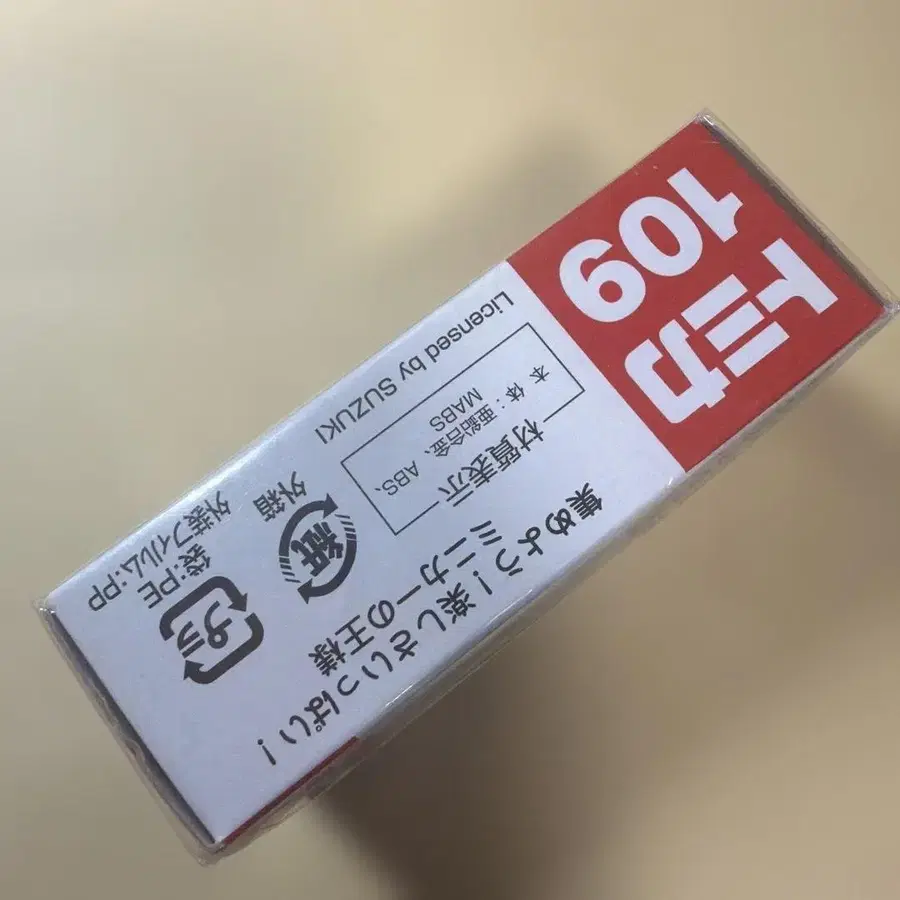 トミカ
109
集めよう！楽しさいっぱい！
ミニカーの王様
材質表示
本体：亜鉛合金、ABS、
MABS
Licensed by SUZUKI
紙
外箱
プラ
袋:PE
外装フィルム:PP